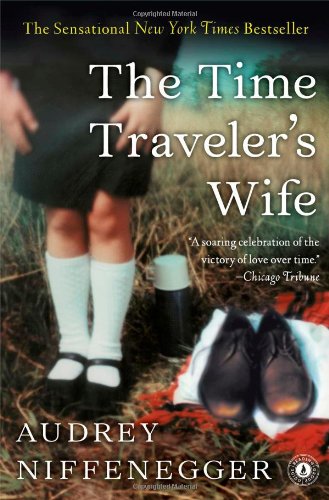 The Sensational New York Times Bestseller
The Time
Traveler's
Wife
"A soaring celebration of the
victory of love over time."
—Chicago Tribune
AUDREY
NIFFENEGGER